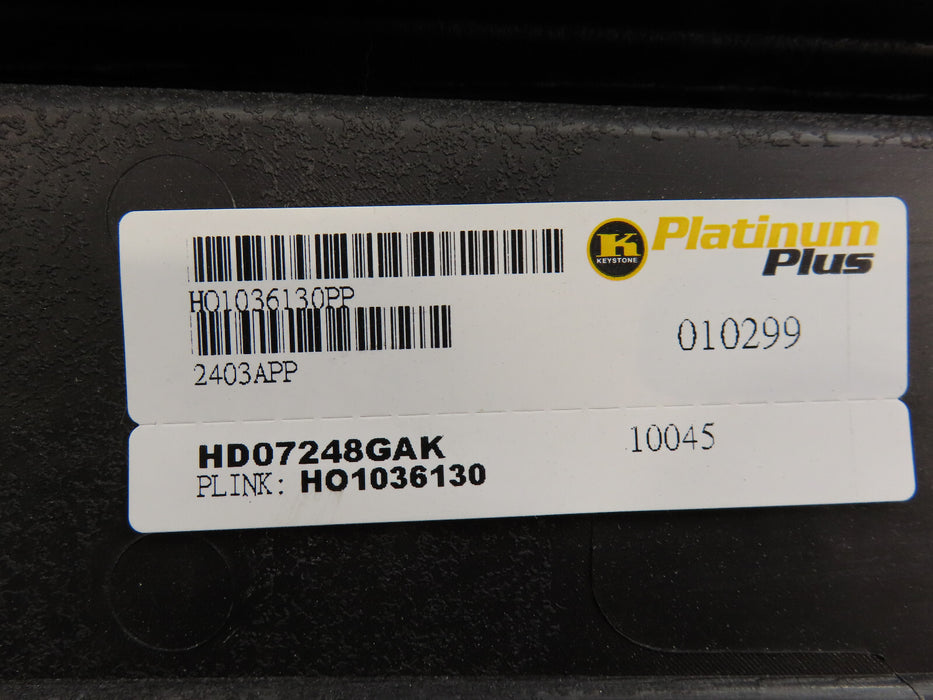 HO1036130PP
2403APP
K
KEYSTONE
Platinum
Plus
010299
HD07248GAK
10045
PLINK: HO1036130